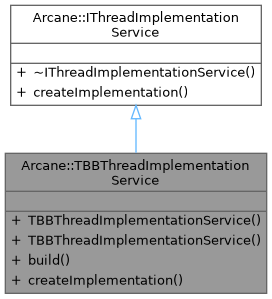 Arcane::IThreadImplementation
Service
+ ~IThreadImplementationService()
+ createImplementation()
Arcane::TBBThreadImplementation
Service
+ TBBThreadImplementationService()
+ TBBThreadImplementationService()
+ build()
+ createImplementation()